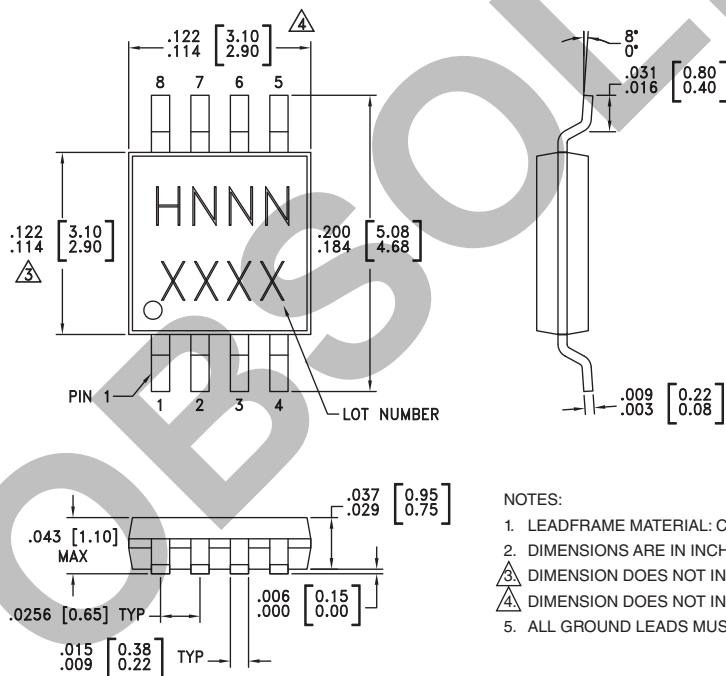 .122 [3.10]
.114 [2.90]
4
8 7 6 5
8°
0°
.031 [0.80]
.016 [0.40]
HNNN
XXXX
.122 [3.10]
.114 [2.90]
3
.200 [5.08]
.184 [4.68]
PIN 1
1 2 3 4
LOT NUMBER
.009 [0.22]
.003 [0.08]
.037 [0.95]
.029 [0.75]
.043 [1.10]
MAX
.0256 [0.65] TYP
.006 [0.15]
.000 [0.00]
.015 [0.38]
.009 [0.22]
TYP
NOTES:
1. LEADFRAME MATERIAL: C
2. DIMENSIONS ARE IN INCH
3. DIMENSION DOES NOT IN
4. DIMENSION DOES NOT IN
5. ALL GROUND LEADS MUS
OBSOL